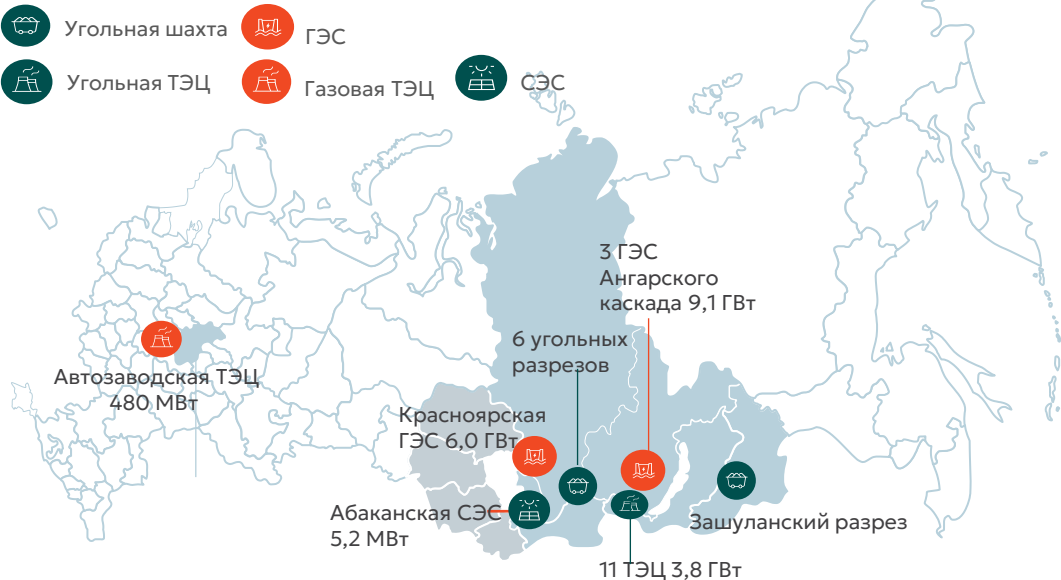 Угольная шахта
ГЭС
Угольная ТЭЦ
Газовая ТЭЦ
СЭС
3 ГЭС
Ангарского
каскада 9,1 ГВт
6 угольных
разрезов
Автозаводская ТЭЦ
480 МВт
Красноярская
ГЭС 6,0 ГВт
Абаканская СЭС
5,2 МВт
Зашуланский разрез
11 ТЭЦ 3,8 ГВт